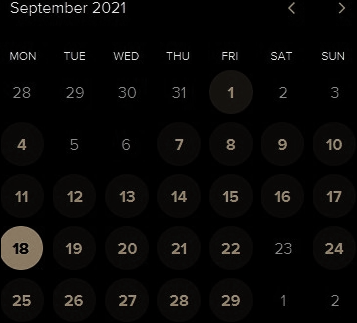 September 2021 < >
MON TUE WED THU FRI SAT SUN
28 29 30 31 1 2 3
4 5 6 7 8 9 10
11 12 13 14 15 16 17
18 19 20 21 22 23 24
25 26 27 28 29 1 2